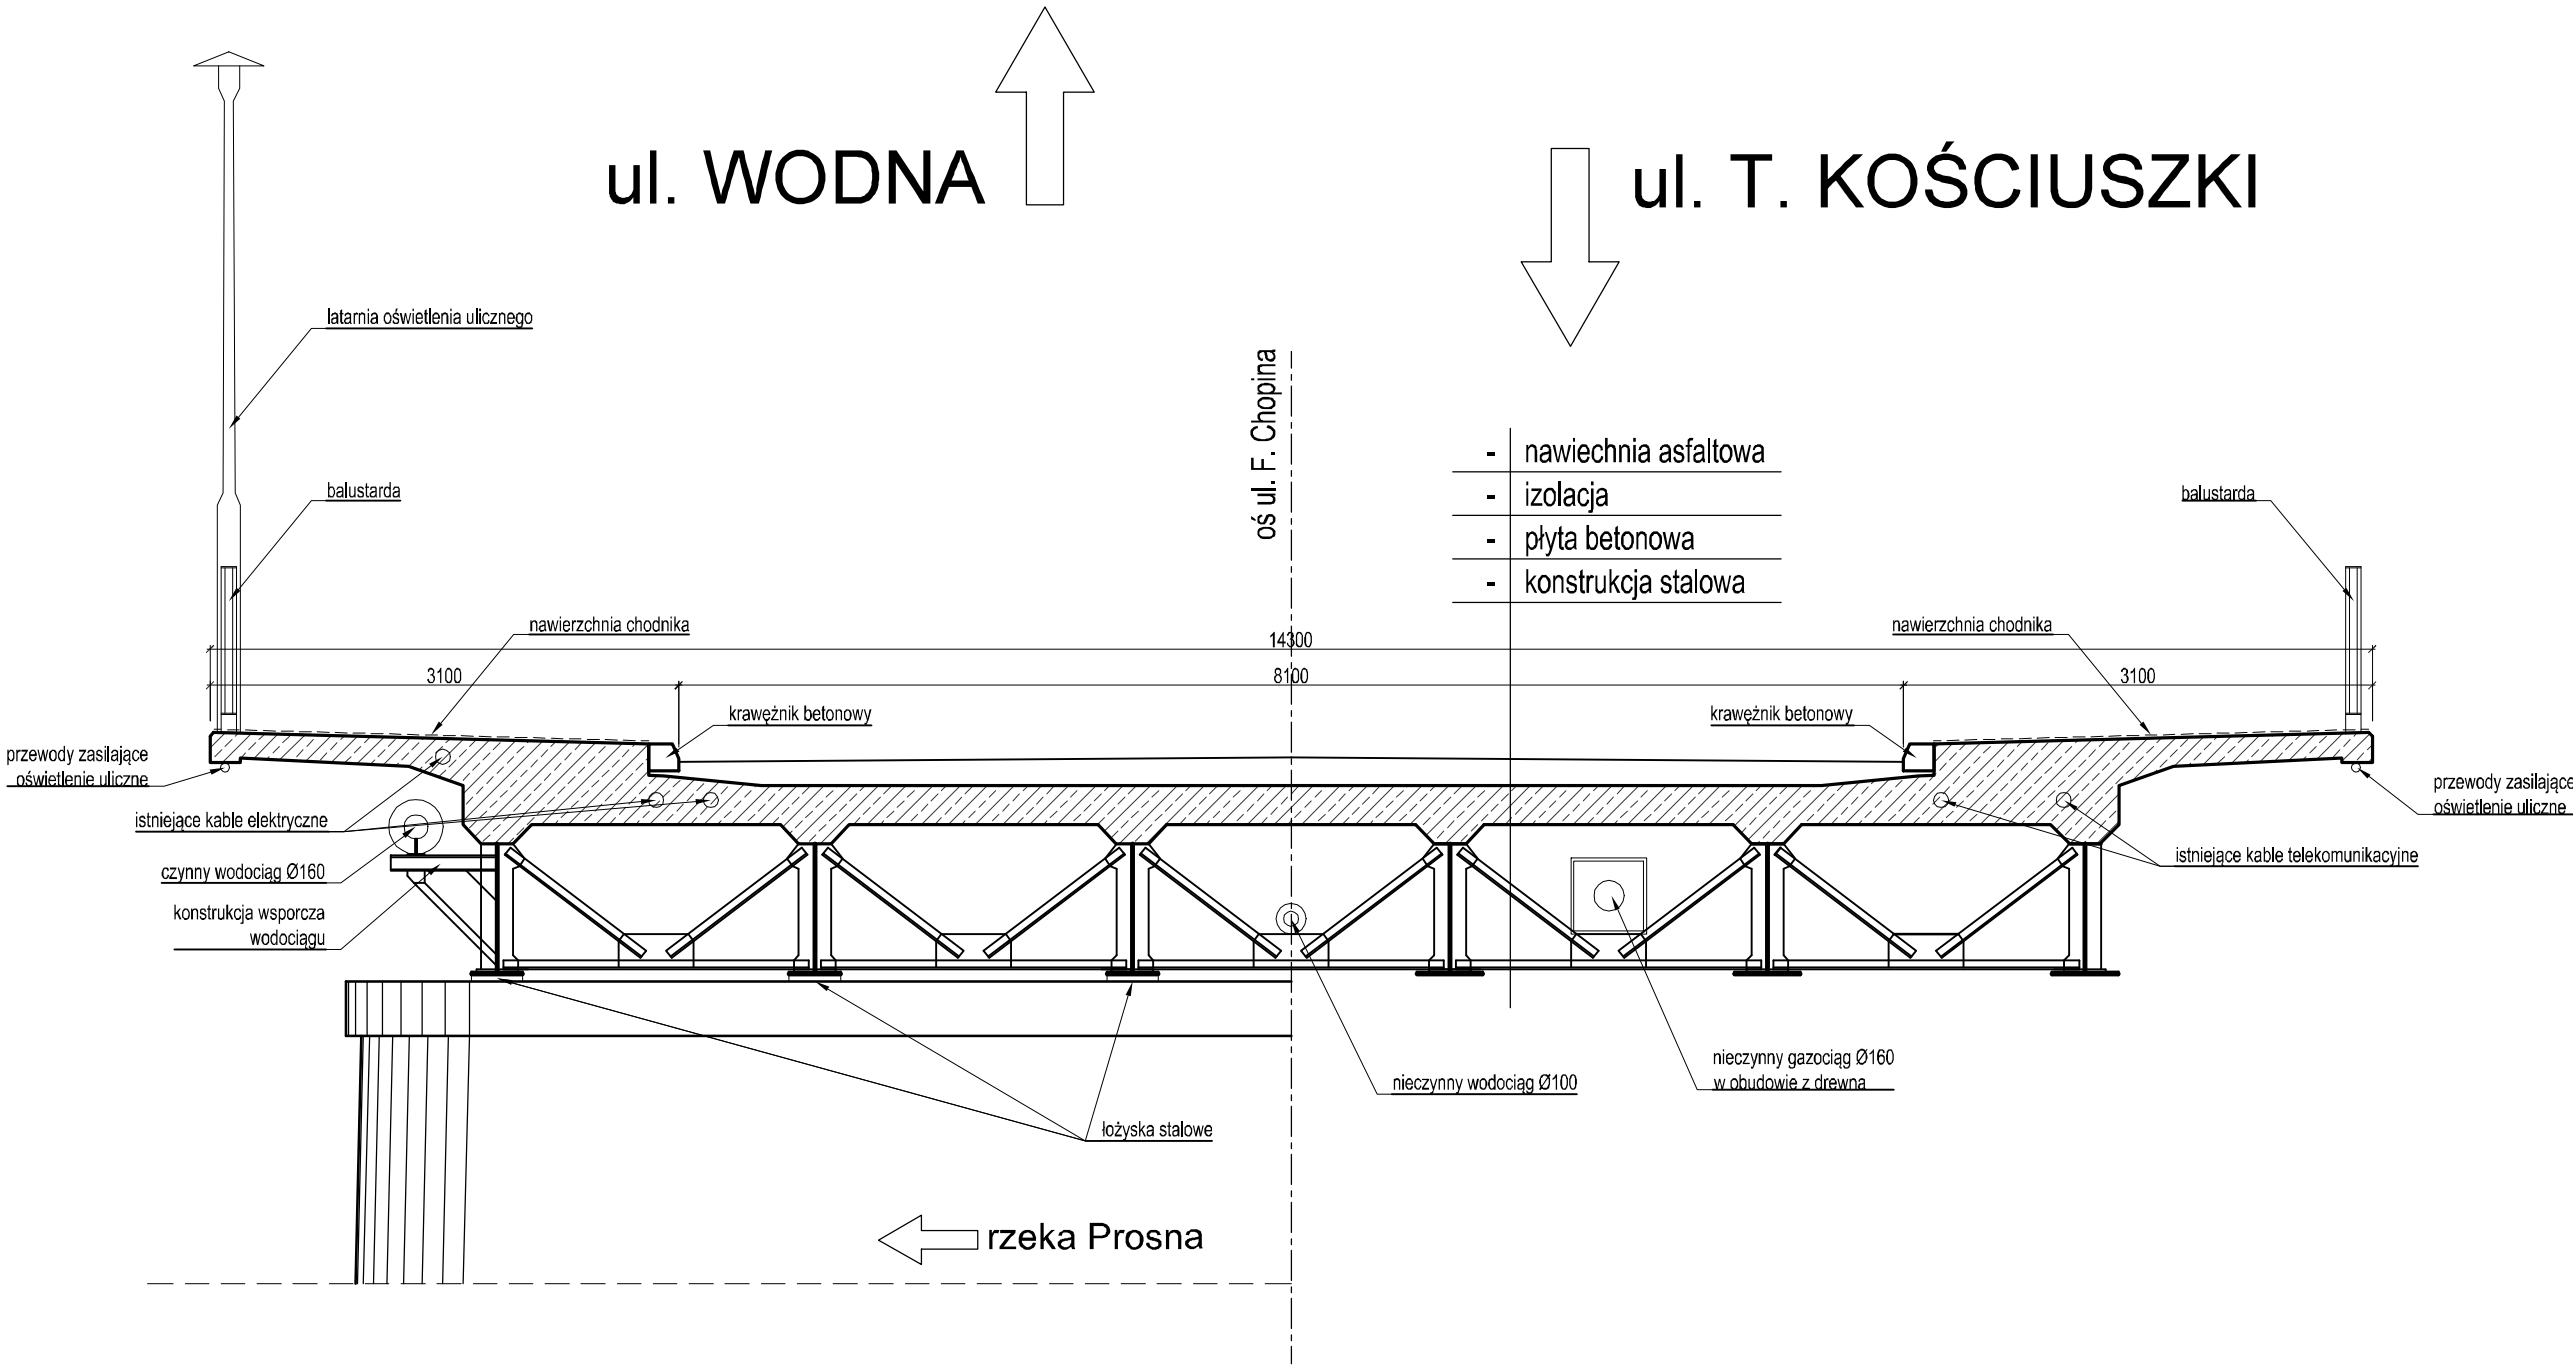 ul. WODNA
ul. T. KOŚCIUSZKI
latarnia oświetlenia ulicznego
oś ul. F. Chopina
- nawiechnia asfaltowa
- izolacja
- płyta betonowa
- konstrukcja stalowa
balustarda
balustarda
nawierzchnia chodnika
nawierzchnia chodnika
14300
3100
8100
3100
krawężnik betonowy
krawężnik betonowy
przewody zasilające
oświetlenie uliczne
przewody zasilające
oświetlenie uliczne
istniejące kable elektryczne
czynny wodociąg Ø160
istniejące kable telekomunikacyjne
konstrukcja wsporcza
wodociągu
nieczynny wodociąg Ø100
nieczynny gazociąg Ø160
w obudowie z drewna
łożyska stalowe
rzeka Prosna